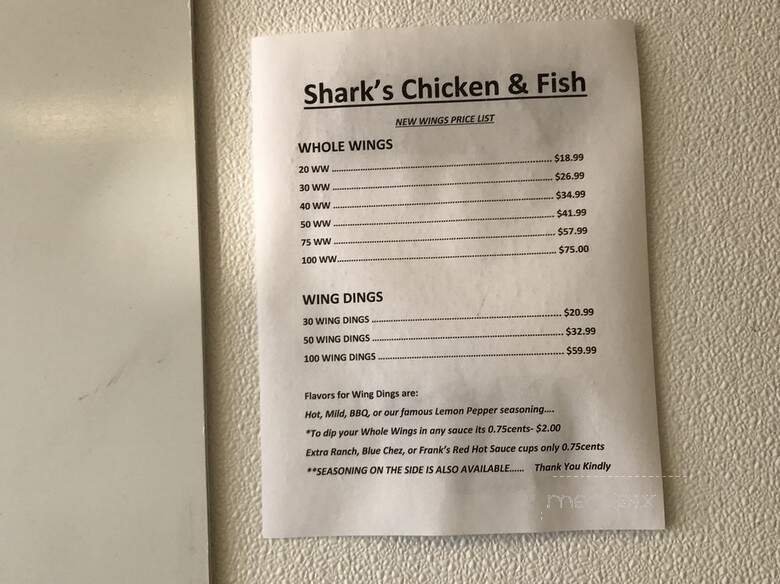 Shark's Chicken & Fish
NEW WINGS PRICE LIST
WHOLE WINGS
20 WW ........................................ $18.99
30 WW ........................................ $26.99
40 WW ........................................ $34.99
50 WW ........................................ $41.99
75 WW ........................................ $57.99
100 WW........................................ $75.00
WING DINGS
30 WING DINGS ........................................ $20.99
50 WING DINGS ........................................ $32.99
100 WING DINGS ........................................ $59.99
Flavors for Wing Dings are:
Hot, Mild, BBQ, or our famous Lemon Pepper seasoning....
*To dip your Whole Wings in any sauce its 0.75cents- $2.00
Extra Ranch, Blue Chez, or Frank's Red Hot Sauce cups only 0.75cents
**SEASONING ON THE SIDE IS ALSO AVAILABLE...... Thank You Kindly